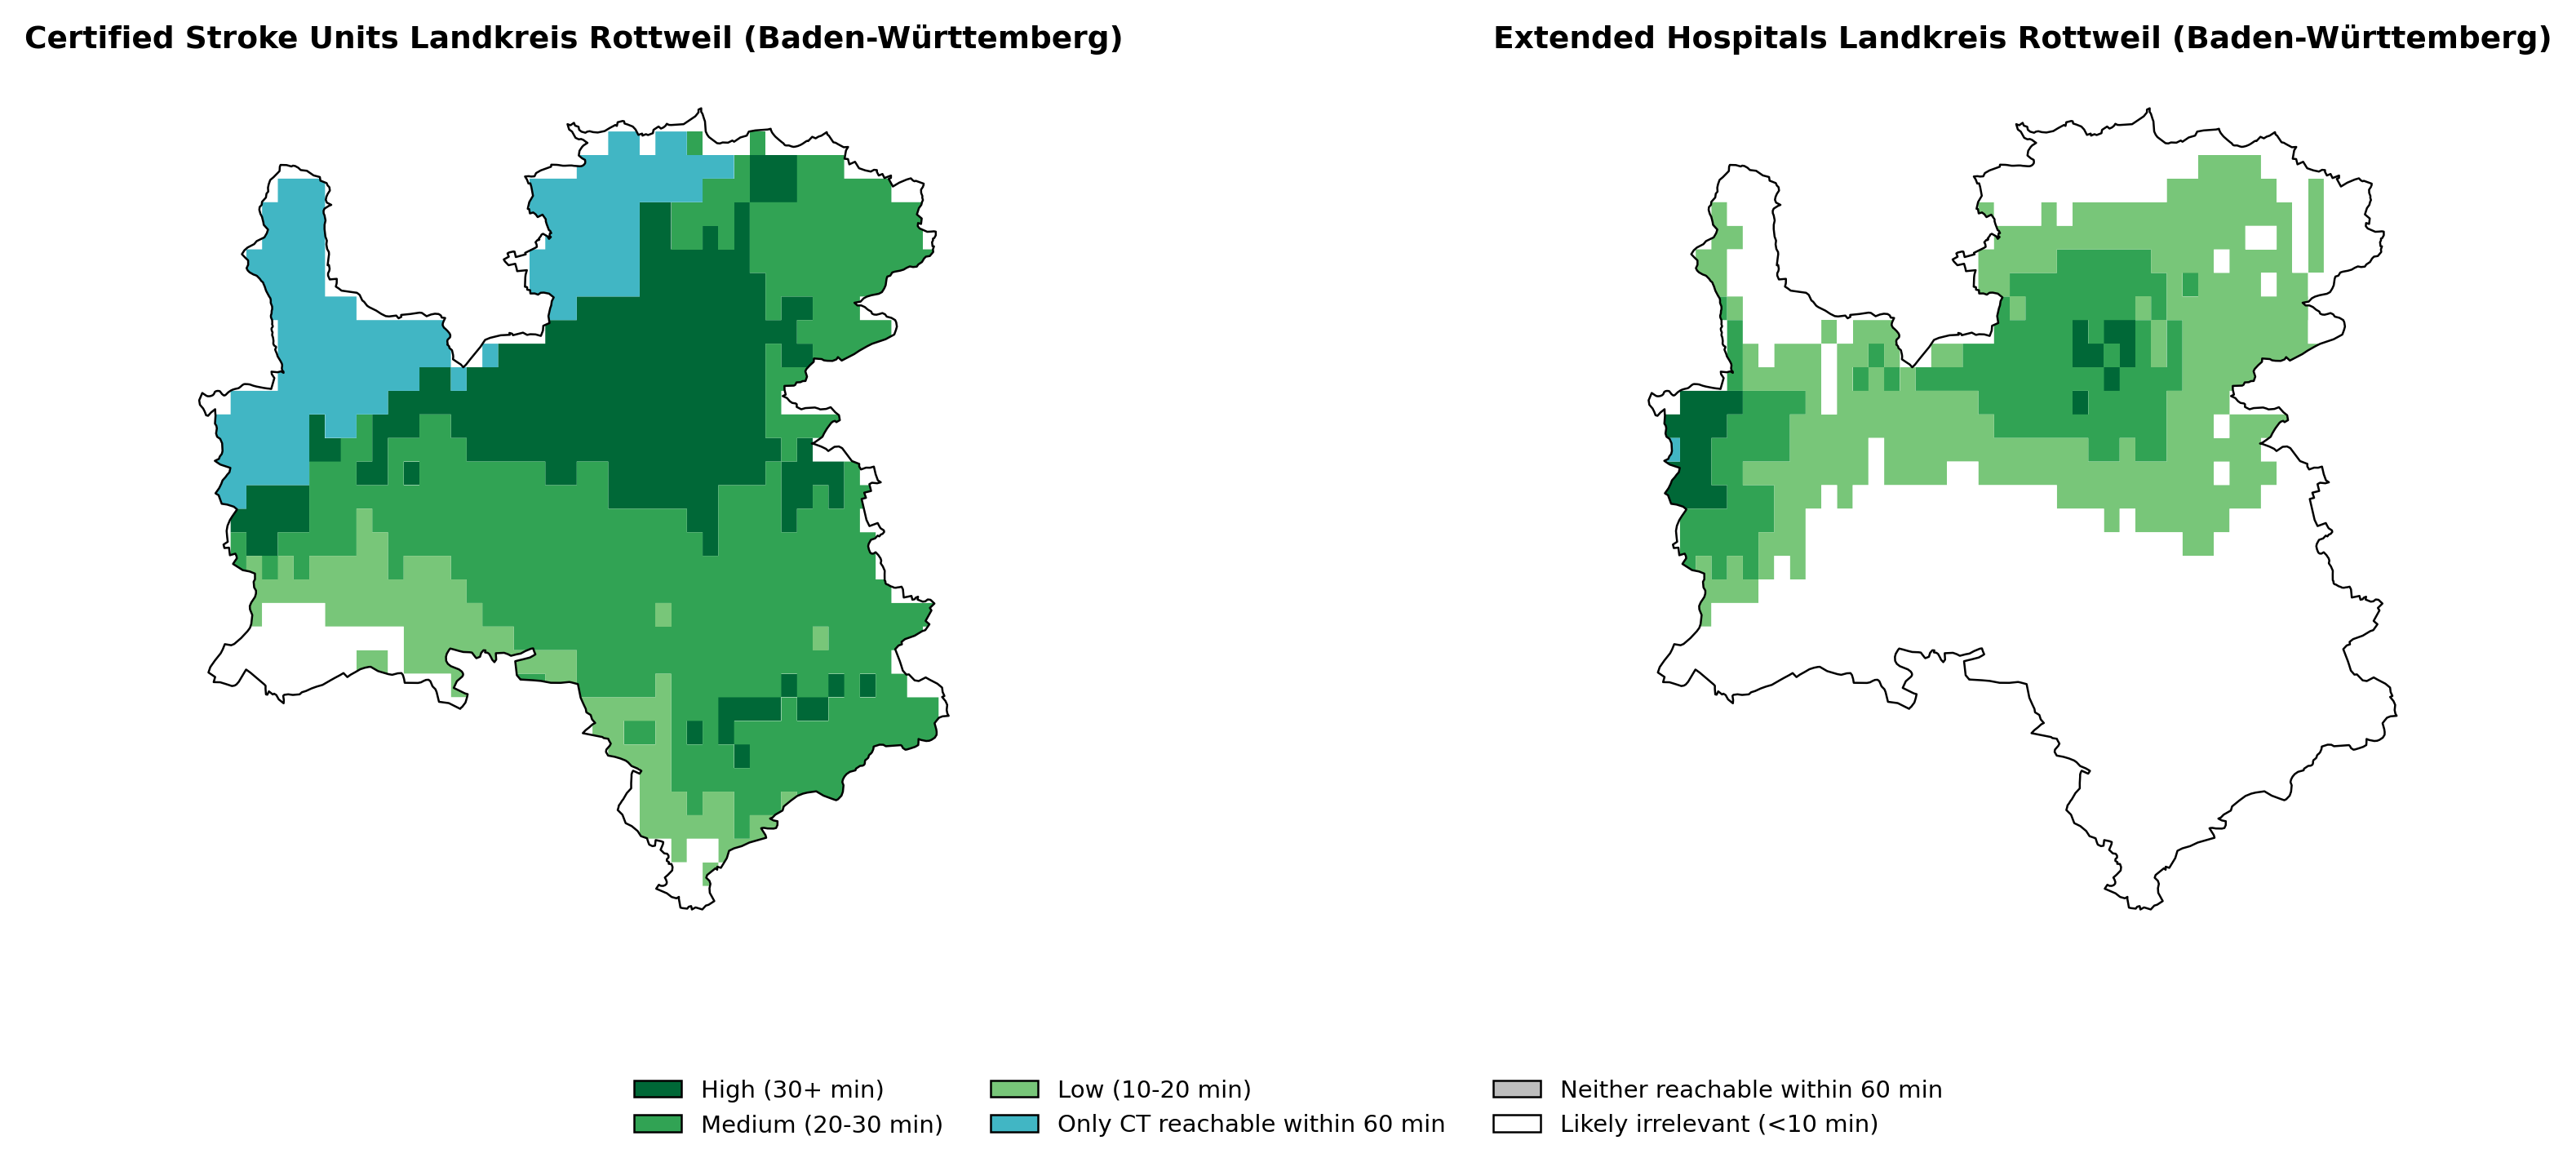 Certified Stroke Units Landkreis Rottweil (Baden-Württemberg)
Extended Hospitals Landkreis Rottweil (Baden-Württemberg)
High (30+ min)
Medium (20-30 min)
Low (10-20 min)
Only CT reachable within 60 min
Neither reachable within 60 min
Likely irrelevant (<10 min)